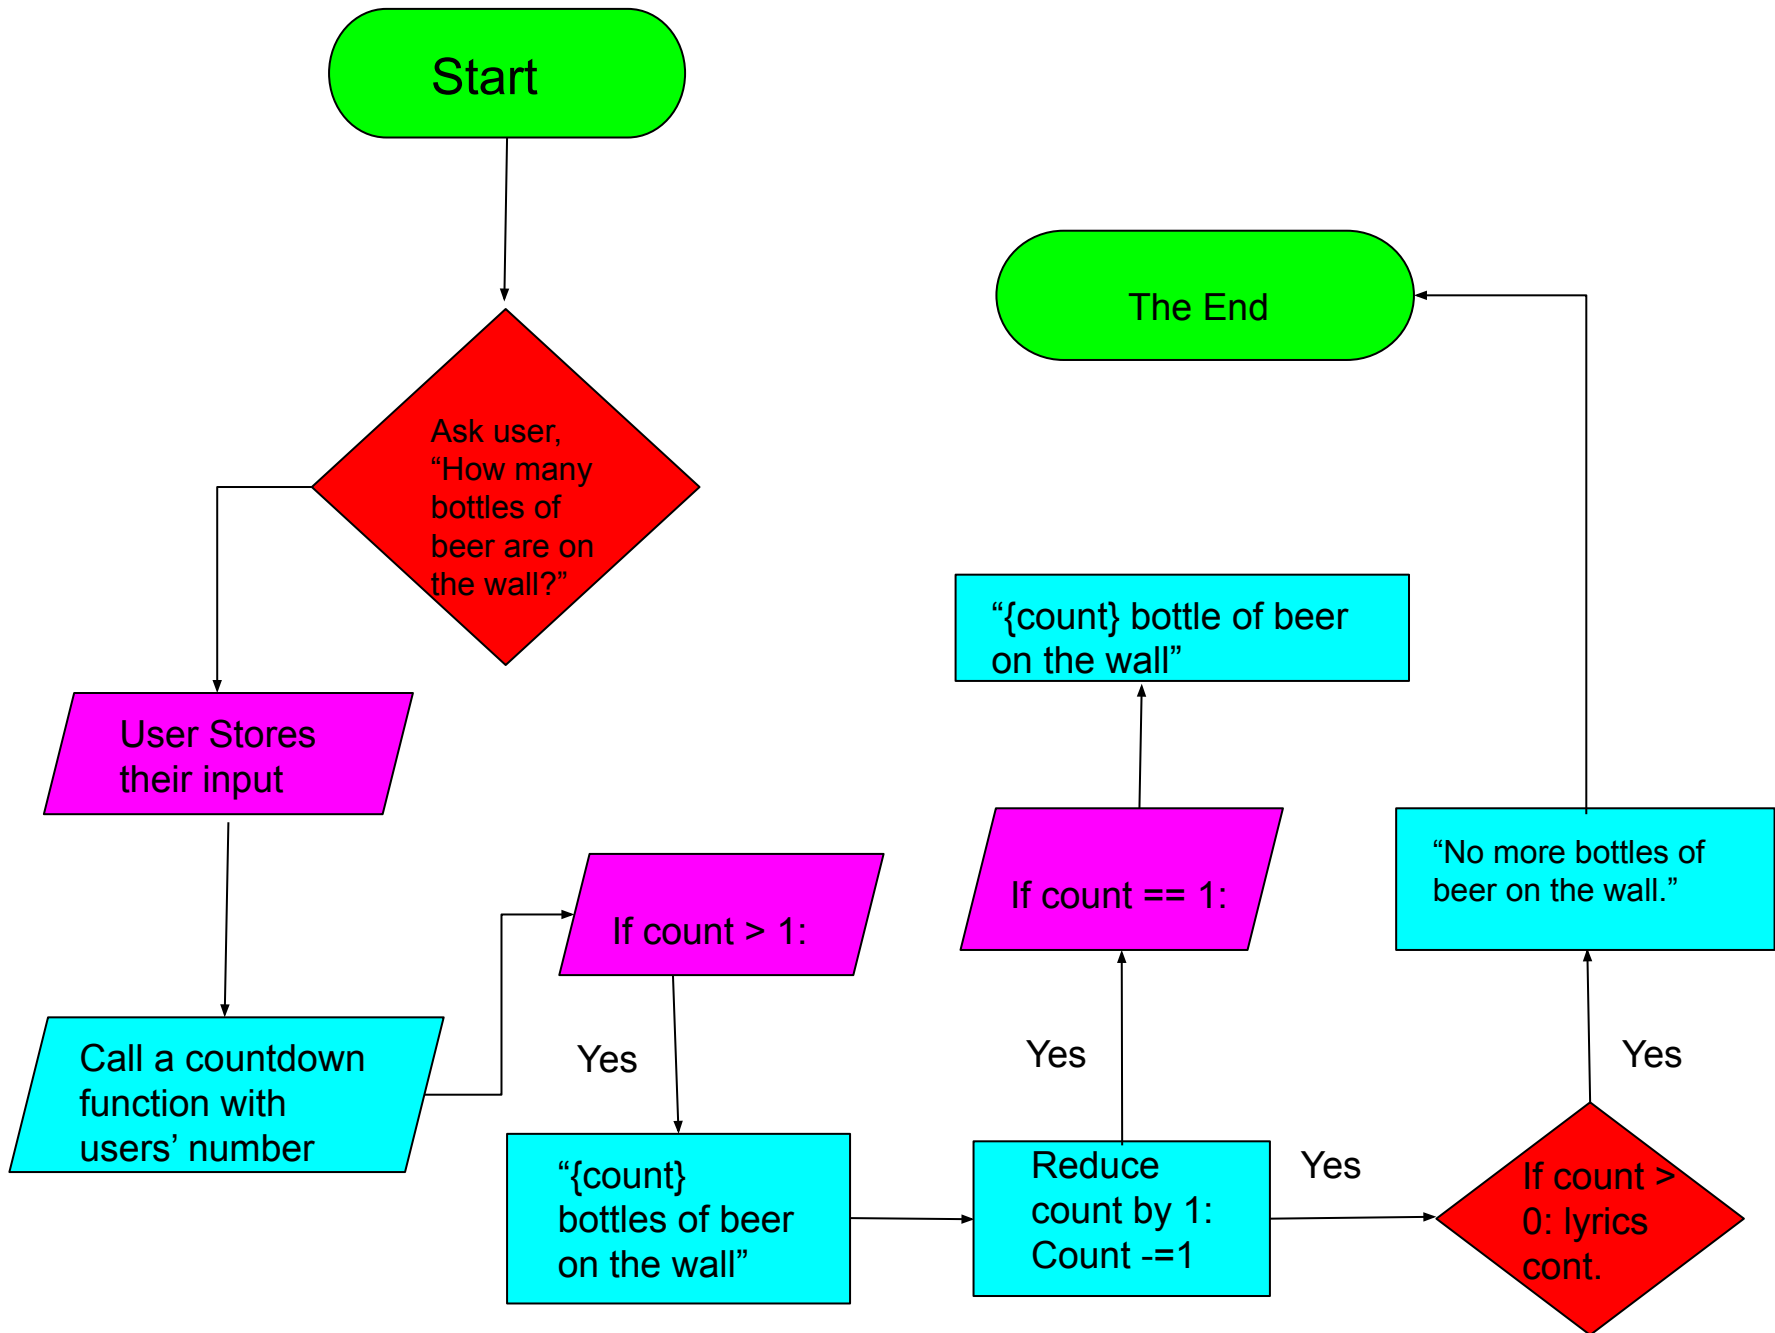 Start
Ask user,
“How many
bottles of
beer are on
the wall?”
User Stores
their input
Call a countdown
function with
users’ number
If count > 1:
Yes
“{count}
bottles of beer
on the wall”
Reduce
count by 1:
Count -=1
Yes
If count == 1:
“{count} bottle of beer
on the wall”
Yes
If count >
0: lyrics
cont.
Yes
“No more bottles of
beer on the wall.”
The End